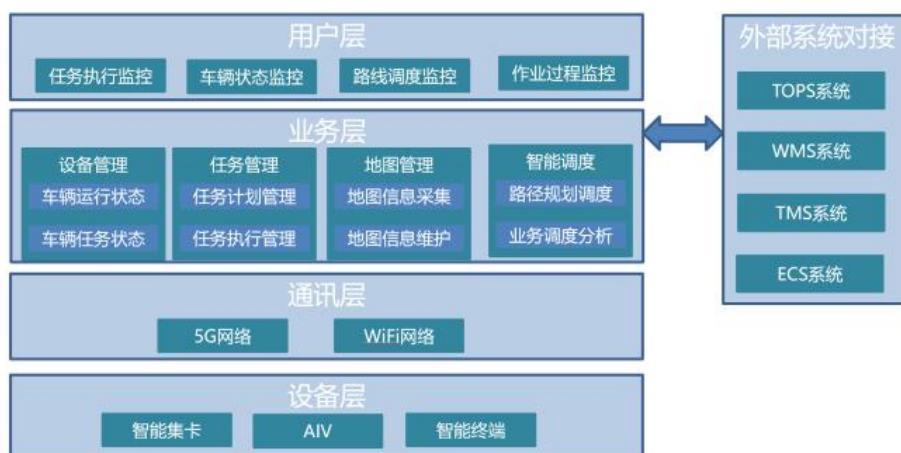 用户层
任务执行监控 车辆状态监控 路线调度监控 作业过程监控
业务层
设备管理 任务管理 地图管理 智能调度
车辆运行状态 任务计划管理 地图信息采集 路径规划调度
车辆任务状态 任务执行管理 地图信息维护 业务调度分析
通讯层
5G网络 WiFi网络
设备层
智能集卡 AIV 智能终端
外部系统对接
TOPS系统
WMS系统
TMS系统
ECS系统